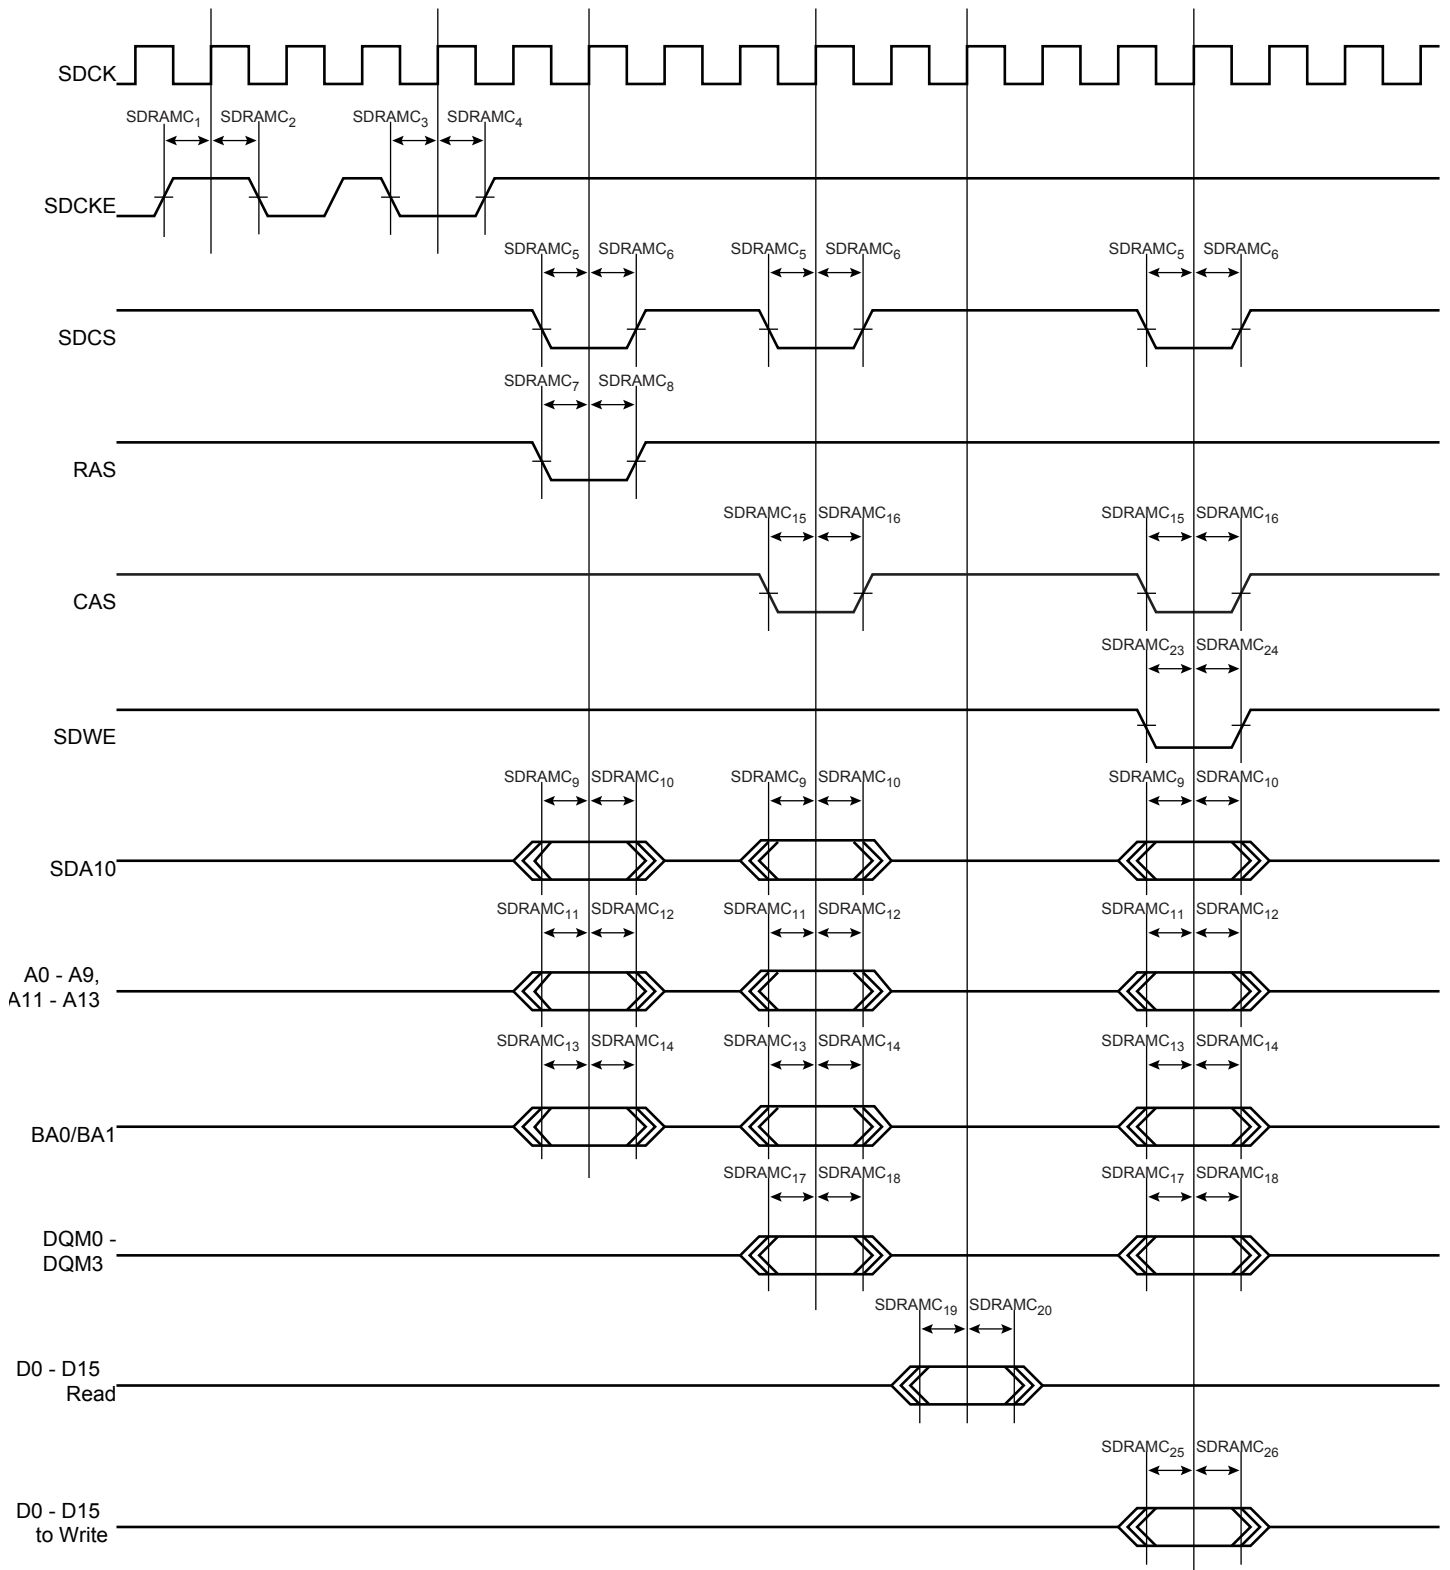 SDCK
SDRAMC1 SDRAMC2 SDRAMC3 SDRAMC4
SDCKE
SDRAMC5 SDRAMC6 SDRAMC5 SDRAMC6 SDRAMC5 SDRAMC6
SDCS
SDRAMC7 SDRAMC8
RAS
SDRAMC15 SDRAMC16 SDRAMC15 SDRAMC16
CAS
SDRAMC23 SDRAMC24
SDWE
SDRAMC9 SDRAMC10 SDRAMC9 SDRAMC10 SDRAMC9 SDRAMC10
SDA10
SDRAMC11 SDRAMC12 SDRAMC11 SDRAMC12 SDRAMC11 SDRAMC12
A0 - A9,
A11 - A13
SDRAMC13 SDRAMC14 SDRAMC13 SDRAMC14 SDRAMC13 SDRAMC14
BA0/BA1
SDRAMC17 SDRAMC18 SDRAMC17 SDRAMC18
DQM0 -
DQM3
SDRAMC19 SDRAMC20
D0 - D15
Read
SDRAMC25 SDRAMC26
D0 - D15
to Write